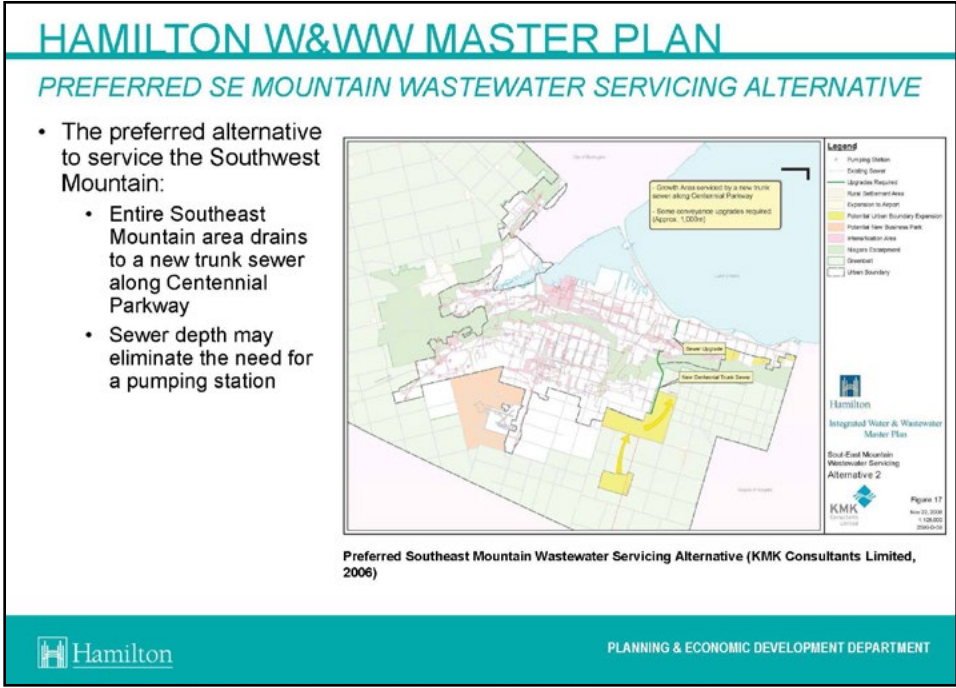 HAMILTON W&WW MASTER PLAN
PREFERRED SE MOUNTAIN WASTEWATER SERVICING ALTERNATIVE
• The preferred alternative
to service the Southwest
Mountain:
• Entire Southeast
Mountain area drains
to a new trunk sewer
along Centennial
Parkway
• Sewer depth may
eliminate the need for
a pumping station
- Growth Area serviced by a new trunk
sewer along Centennial Parkway
- Some conveyance upgrades required
(Approx. 1,000m)
Sewer Upgrade
New Centennial Trunk Sewer
Legend
Pumping Station
Existing Sewer
Upgrades Required
Rural Settlement Area
Expansion to Airport
Potential Urban Boundary Expansion
Potential New Business Park
Intensification Area
Niagara Escarpment
Greenbelt
Urban Boundary
Hamilton
Integrated Water & Wastewater
Master Plan
Sout-East Mountain
Wastewater Servicing
Alternative 2
KMK
Consultants
Limited
Figure 17
Preferred Southeast Mountain Wastewater Servicing Alternative (KMK Consultants Limited,
2006)
Hamilton
PLANNING & ECONOMIC DEVELOPMENT DEPARTMENT